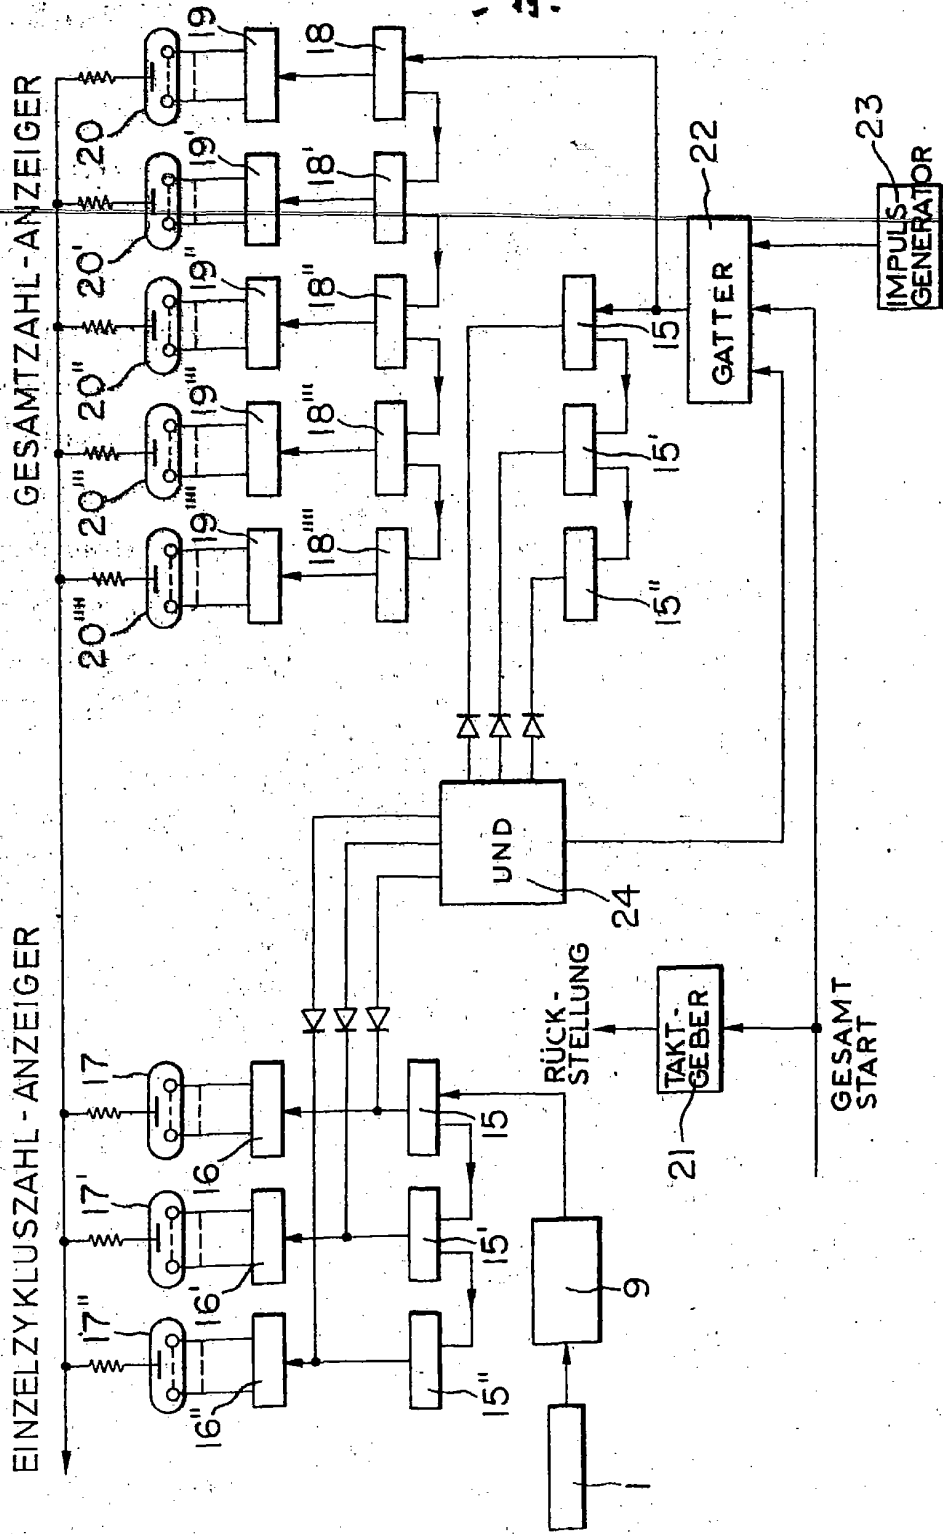 - 19 -
EINZELZYKLUSZAHL-ANZEIGER
GESAMTZAHL-ANZEIGER
17"
17'
17
20""
20"'
20"
20'
20
16"
16'
16
19""
19"'
19"
19'
19
18""
18"'
18"
18'
18
15"
15'
15
15"
15'
15
1
9
RÜCK-
STELLUNG
TAKT-
GEBER
21
GESAMT
START
UND
24
GATTIER
22
IMPULS-
GENERATOR
23